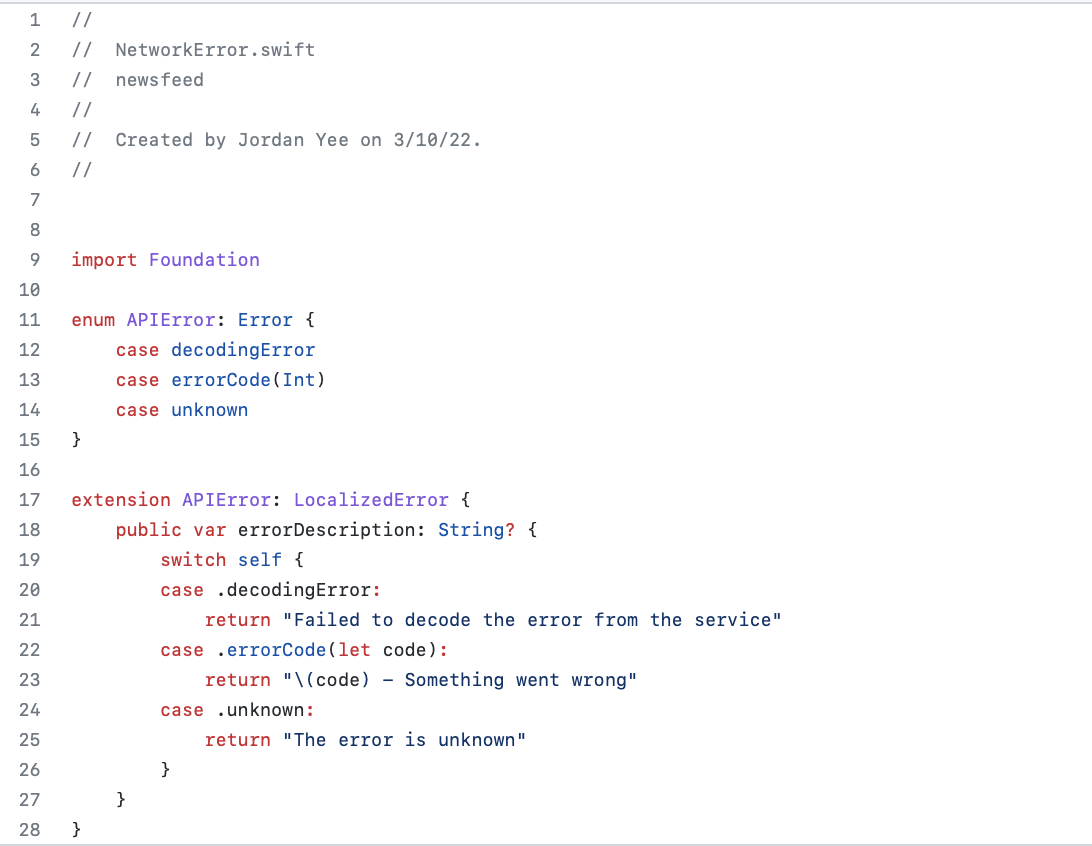 1 //
2 //  NetworkError.swift
3 //  newsfeed
4 //
5 //  Created by Jordan Yee on 3/10/22.
6 //
7
8
9 import Foundation
10
11 enum APIError: Error {
12     case decodingError
13     case errorCode(Int)
14     case unknown
15 }
16
17 extension APIError: LocalizedError {
18     public var errorDescription: String? {
19         switch self {
20         case .decodingError:
21             return "Failed to decode the error from the service"
22         case .errorCode(let code):
23             return "\(code) – Something went wrong"
24         case .unknown:
25             return "The error is unknown"
26         }
27     }
28 }